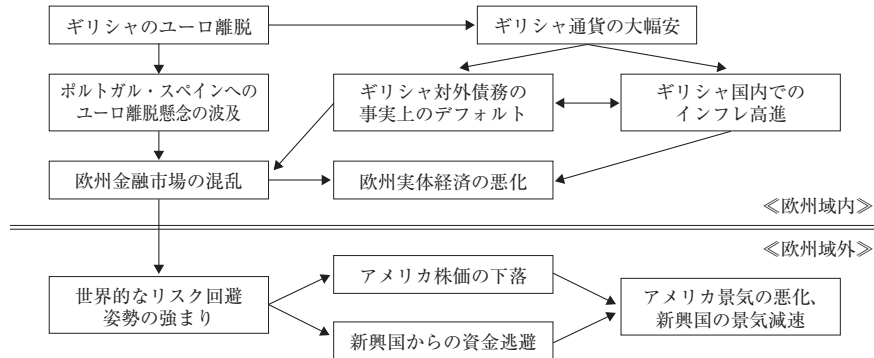 ギリシャのユーロ離脱
ギリシャ通貨の大幅安
ポルトガル・スペインへの
ユーロ離脱懸念の波及
ギリシャ対外債務の
事実上のデフォルト
ギリシャ国内での
インフレ高進
欧州金融市場の混乱
欧州実体経済の悪化
≪欧州域内≫
≪欧州域外≫
世界的なリスク回避
姿勢の強まり
アメリカ株価の下落
新興国からの資金逃避
アメリカ景気の悪化、
新興国の景気減速